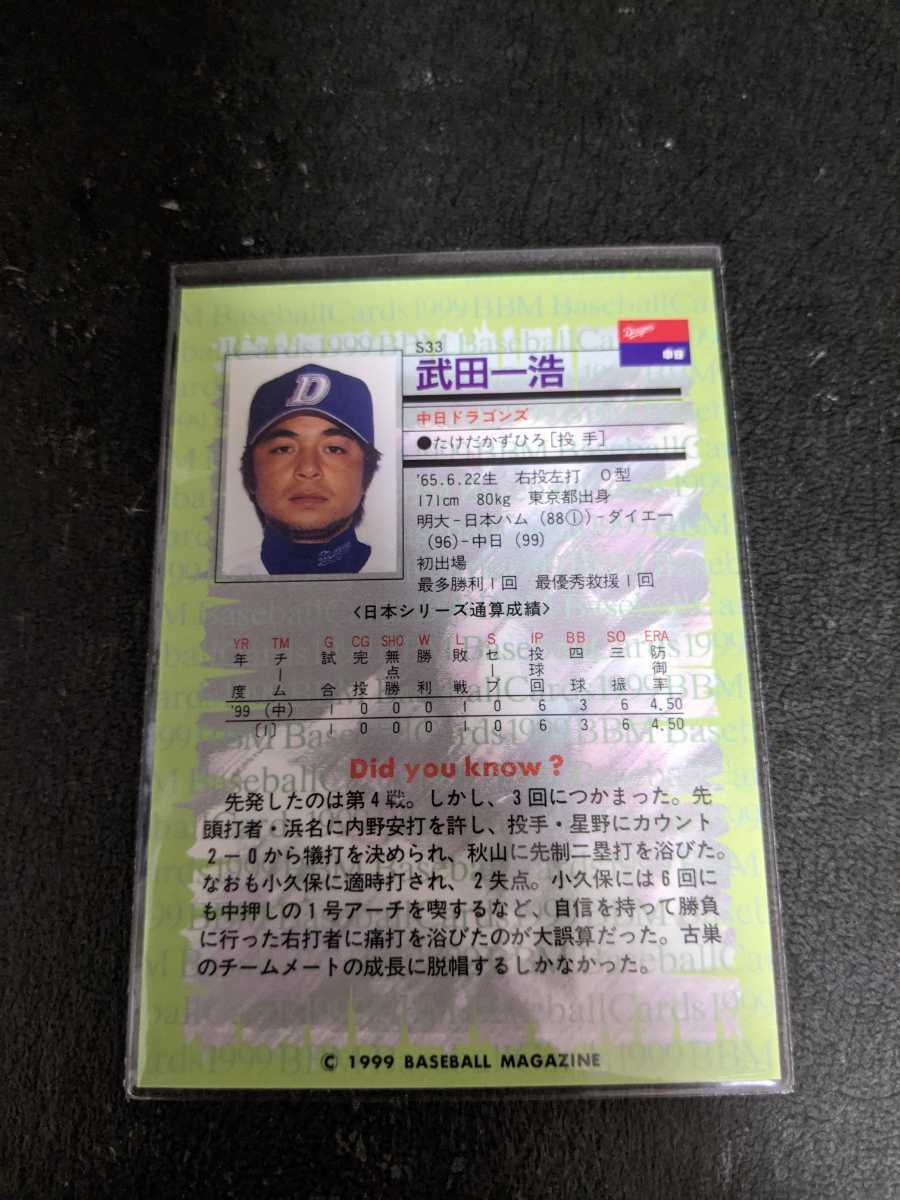 S33
武田一浩
Dragons
中日
D
中日ドラゴンズ
●たけだかずひろ[投 手]
'65.6.22生 右投左打 O型
171cm 80kg 東京都出身
明大-日本ハム(88①)-ダイエー
(96)-中日(99)
初出場
最多勝利1回 最優秀救援1回
〈日本シリーズ通算成績〉
YR TM G CG SHO W L S IP BB SO ERA
年度 チーム 試合 完投 無点勝 勝利 敗戦 セーブ 投球回 四球 三振 防御率
'99 (中) 1 0 0 0 1 0 6 3 6 4.50
〔1〕 1 0 0 0 1 0 6 3 6 4.50
Did you know?
先発したのは第4戦。しかし、3回につかまった。先
頭打者・浜名に内野安打を許し、投手・星野にカウント
2-0から犠打を決められ、秋山に先制二塁打を浴びた。
なおも小久保に適時打され、2失点。小久保には6回に
も中押しの1号アーチを喫するなど、自信を持って勝負
に行った右打者に痛打を浴びたのが大誤算だった。古巣
のチームメートの成長に脱帽するしかなかった。
© 1999 BASEBALL MAGAZINE